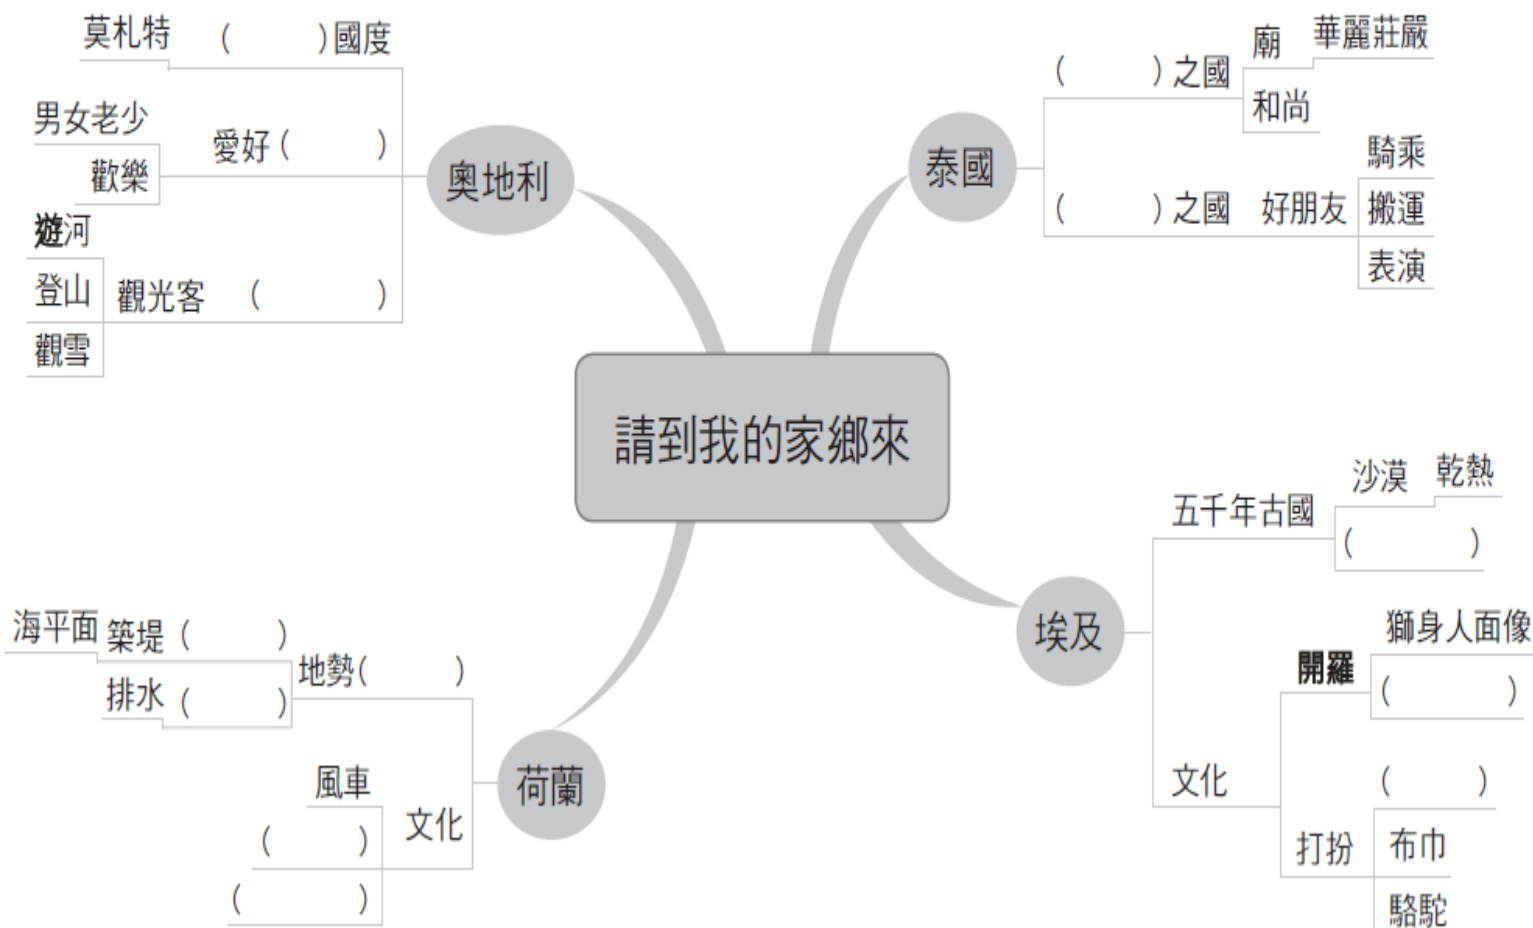 請到我的家鄉來
奧地利
莫札特 (　　)國度
男女老少 愛好(　　)
歡樂
遊河
登山 觀光客 (　　)
觀雪
泰國
(　　)之國 廟 華麗莊嚴
和尚
(　　)之國 好朋友 騎乘
搬運
表演
荷蘭
海平面 築堤(　　) 地勢(　　)
排水(　　)
風車 文化
(　　)
(　　)
埃及
五千年古國 沙漠 乾熱
(　　)
文化 開羅 獅身人面像
(　　)
打扮 (　　)
布巾
駱駝